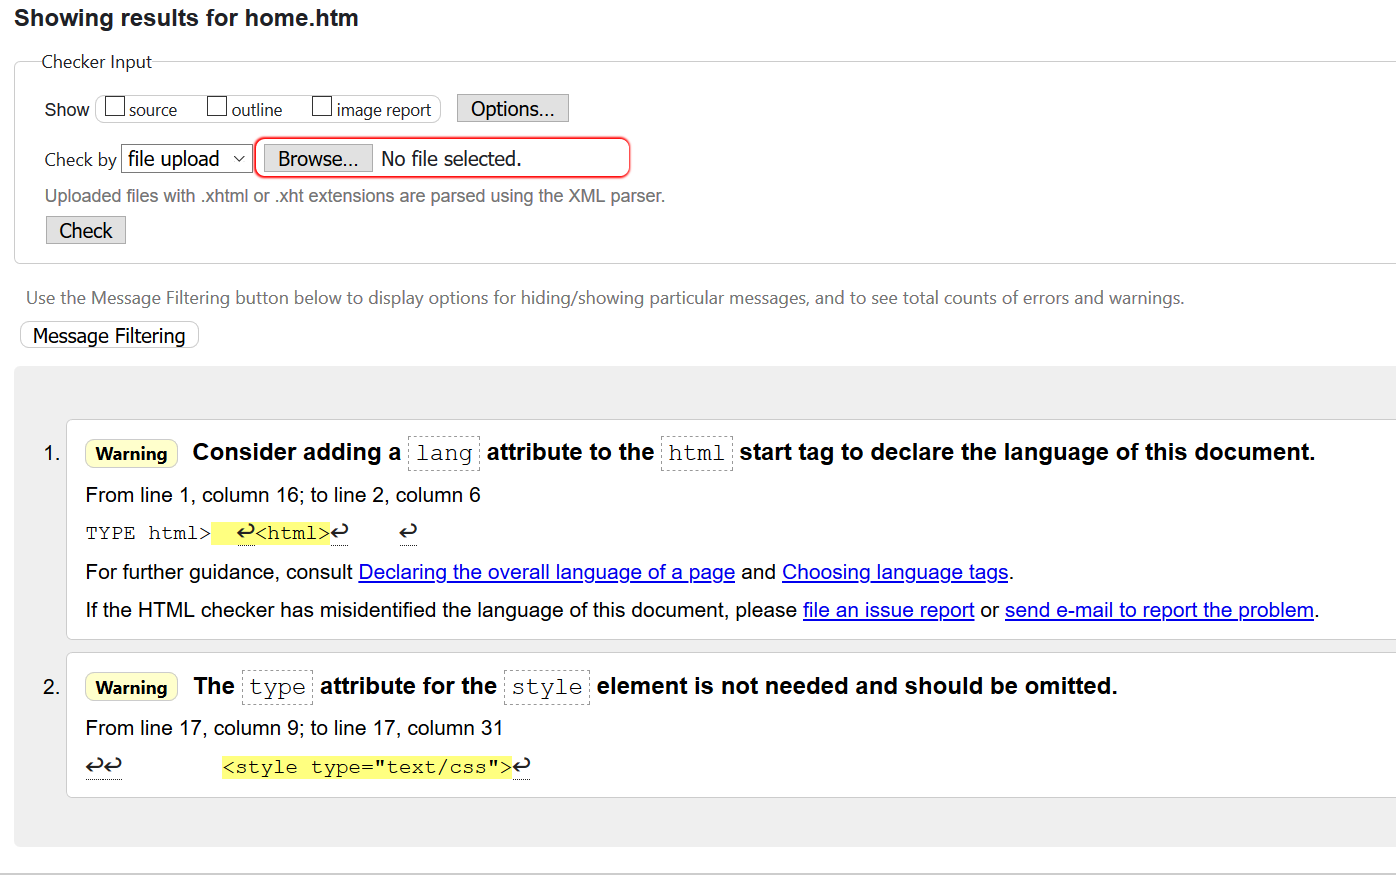 Showing results for home.htm
Checker Input
Show source outline image report Options...
Check by file upload Browse... No file selected.
Uploaded files with .xhtml or .xht extensions are parsed using the XML parser.
Check
Use the Message Filtering button below to display options for hiding/showing particular messages, and to see total counts of errors and warnings.
Message Filtering
1. Warning Consider adding a lang attribute to the html start tag to declare the language of this document.
From line 1, column 16; to line 2, column 6
TYPE html> ↩<html>↩ ↩
For further guidance, consult Declaring the overall language of a page and Choosing language tags.
If the HTML checker has misidentified the language of this document, please file an issue report or send e-mail to report the problem.
2. Warning The type attribute for the style element is not needed and should be omitted.
From line 17, column 9; to line 17, column 31
↩↩ <style type="text/css">↩